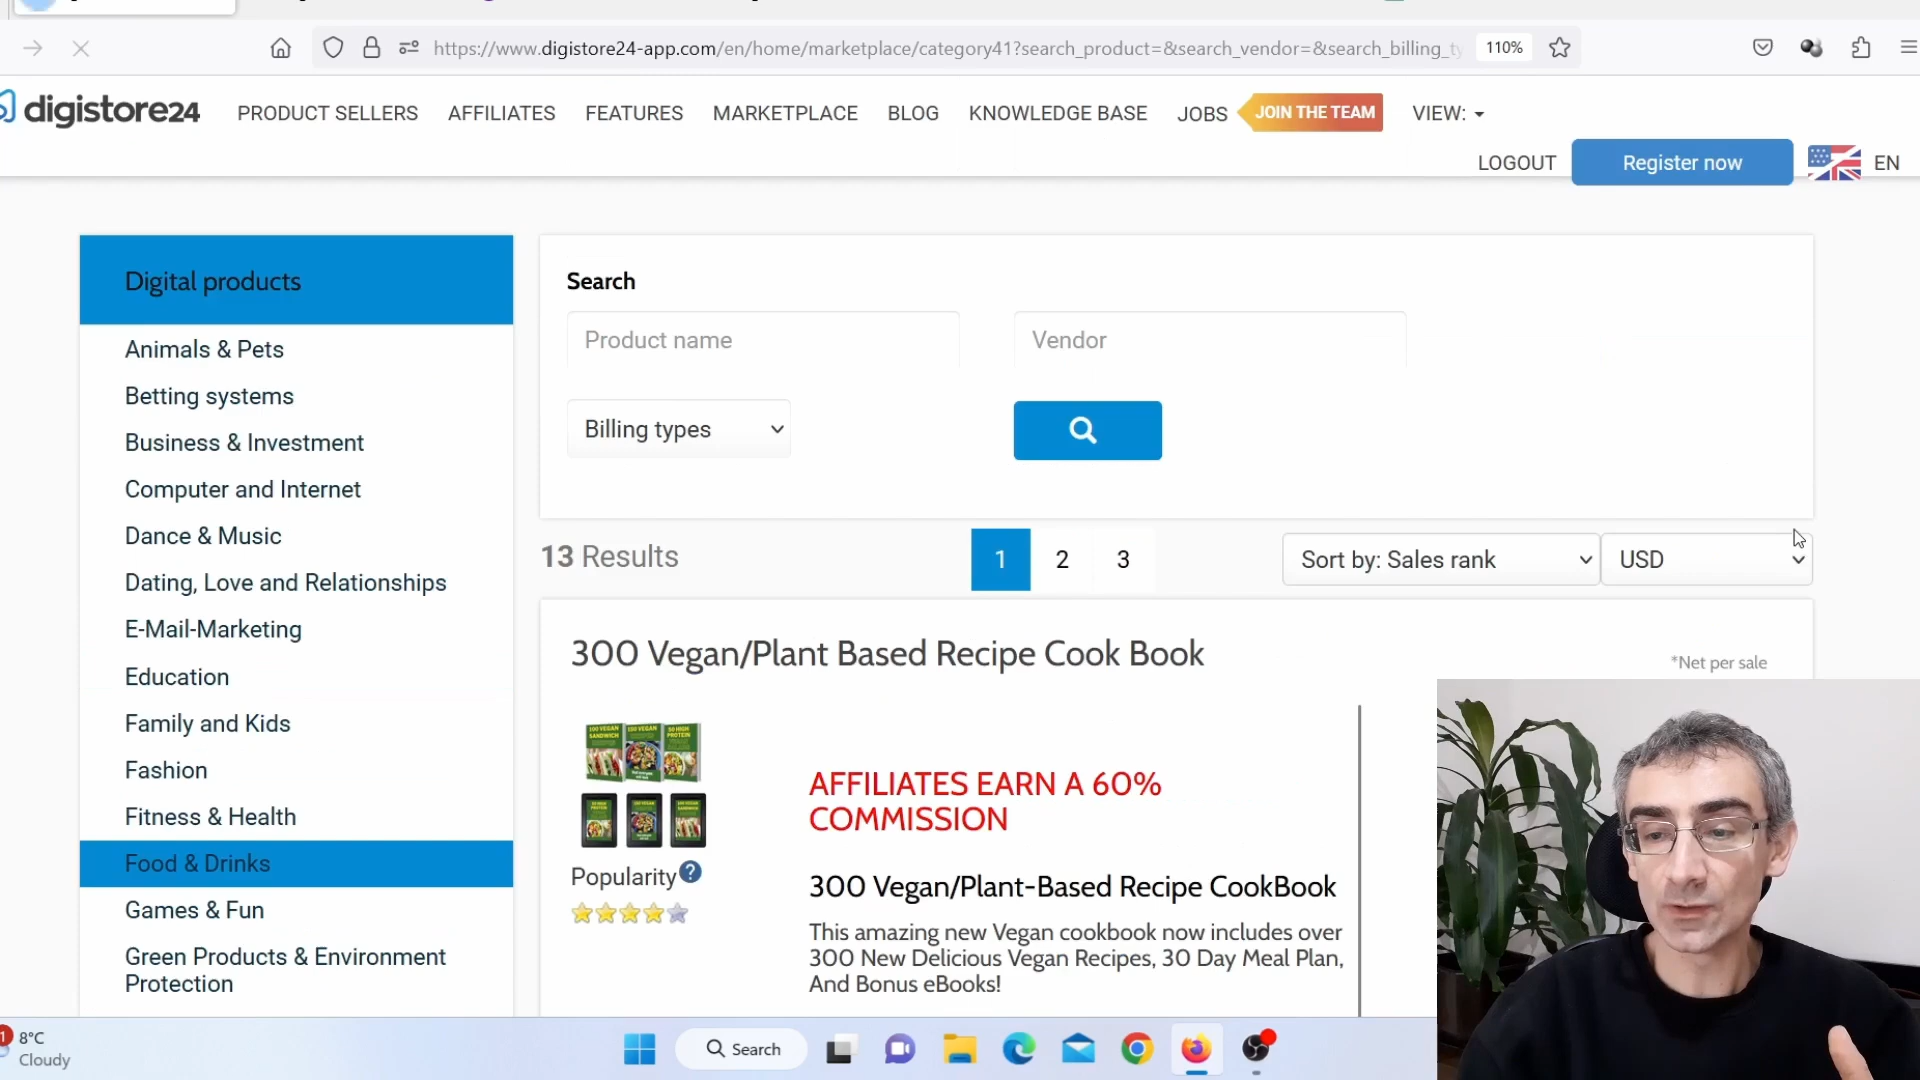 https://www.digistore24-app.com/en/home/marketplace/category41?search_product=&search_vendor=&search_billing_ty
110%
digistore24
PRODUCT SELLERS
AFFILIATES
FEATURES
MARKETPLACE
BLOG
KNOWLEDGE BASE
JOBS
JOIN THE TEAM
VIEW:
LOGOUT
Register now
EN
Digital products
Animals & Pets
Betting systems
Business & Investment
Computer and Internet
Dance & Music
Dating, Love and Relationships
E-Mail-Marketing
Education
Family and Kids
Fashion
Fitness & Health
Food & Drinks
Games & Fun
Green Products & Environment
Protection
Search
Product name
Vendor
Billing types
13 Results
1
2
3
Sort by: Sales rank
USD
300 Vegan/Plant Based Recipe Cook Book
*Net per sale
AFFILIATES EARN A 60%
COMMISSION
Popularity
?
300 Vegan/Plant-Based Recipe CookBook
This amazing new Vegan cookbook now includes over
300 New Delicious Vegan Recipes, 30 Day Meal Plan,
And Bonus eBooks!
1
8°C
Cloudy
Search